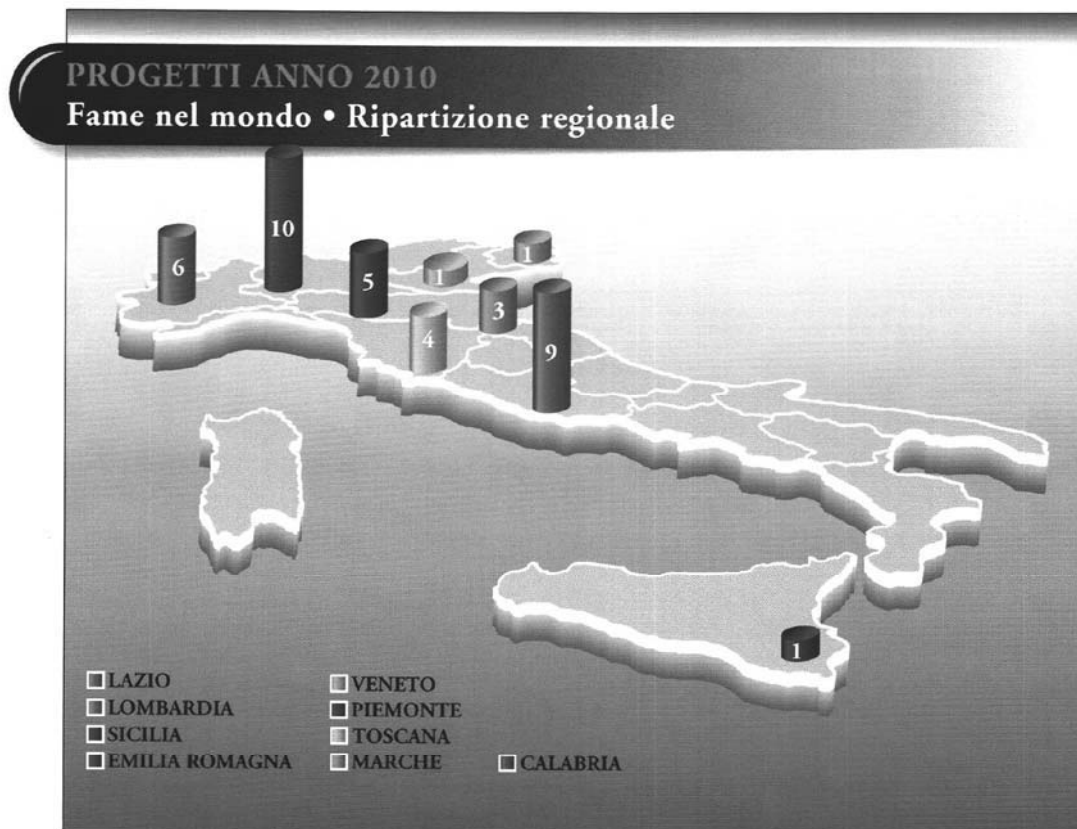 PROGETTI ANNO 2010
Fame nel mondo • Ripartizione regionale
10
6
5
1
1
3
4
9
1
LAZIO
LOMBARDIA
SICILIA
EMILIA ROMAGNA
VENETO
PIEMONTE
TOSCANA
MARCHE
CALABRIA